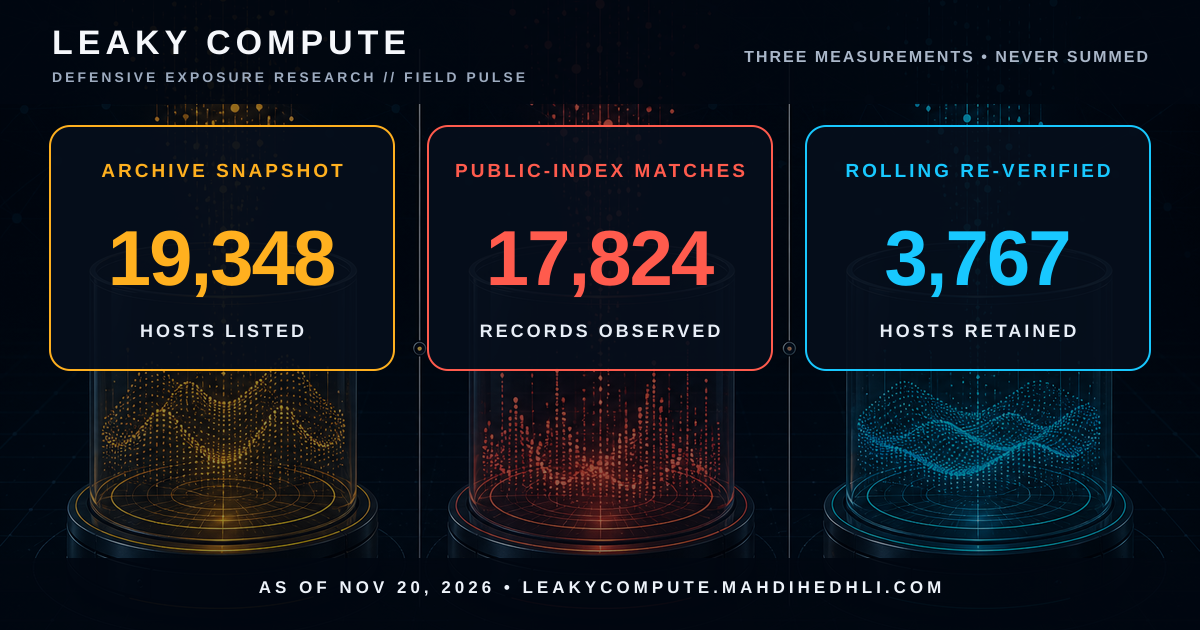 LEAKY COMPUTE
DEFENSIVE EXPOSURE RESEARCH // FIELD PULSE
THREE MEASUREMENTS • NEVER SUMMED
ARCHIVE SNAPSHOT
19,348
HOSTS LISTED
PUBLIC-INDEX MATCHES
17,824
RECORDS OBSERVED
ROLLING RE-VERIFIED
3,767
HOSTS RETAINED
AS OF NOV 20, 2026 • LEAKYCOMPUTE.MAHDIHEDHLI.COM